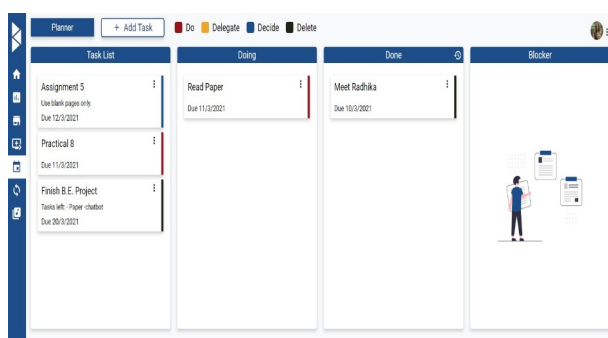 Planner
+ Add Task
Do
Delegate
Decide
Delete
Task List
Doing
Done
Blocker
Assignment 5
Use blank pages only.
Due 12/3/2021
Practical 8
Due 11/3/2021
Finish B.E. Project
Tasks left:- Paper -chatbot
Due 20/3/2021
Read Paper
Due 11/3/2021
Meet Radhika
Due 10/3/2021